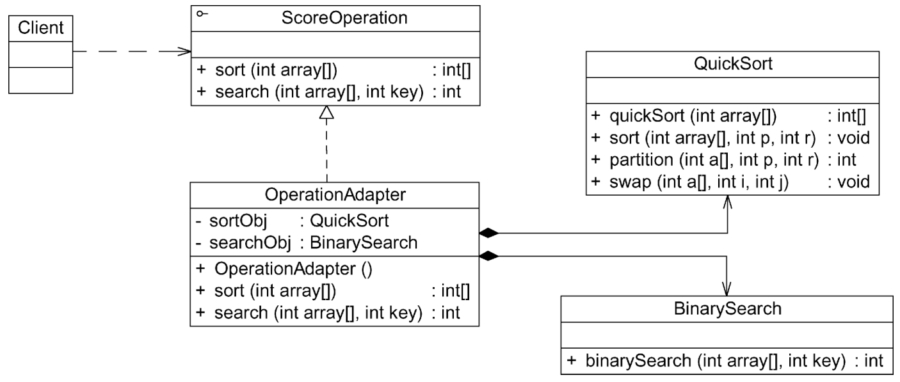 Client
ScoreOperation
+ sort (int array[]) : int[]
+ search (int array[], int key) : int
QuickSort
+ quickSort (int array[]) : int[]
+ sort (int array[], int p, int r) : void
+ partition (int a[], int p, int r) : int
+ swap (int a[], int i, int j) : void
OperationAdapter
- sortObj : QuickSort
- searchObj : BinarySearch
+ OperationAdapter ()
+ sort (int array[]) : int[]
+ search (int array[], int key) : int
BinarySearch
+ binarySearch (int array[], int key) : int